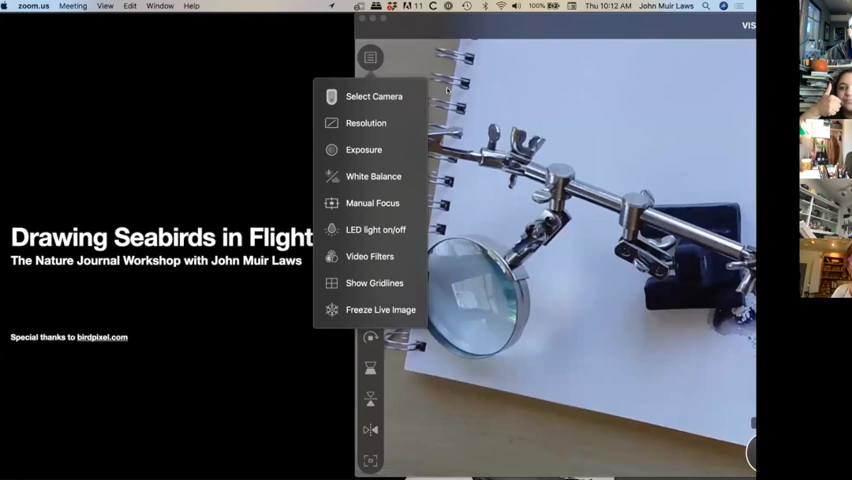 zoom.us Meeting View Edit Window Help
11
100%
Thu 10:12 AM John Muir Laws
VIS
Select Camera
Resolution
Exposure
White Balance
Manual Focus
LED light on/off
Video Filters
Show Gridlines
Freeze Live Image
Drawing Seabirds in Flight
The Nature Journal Workshop with John Muir Laws
Special thanks to birdpixel.com